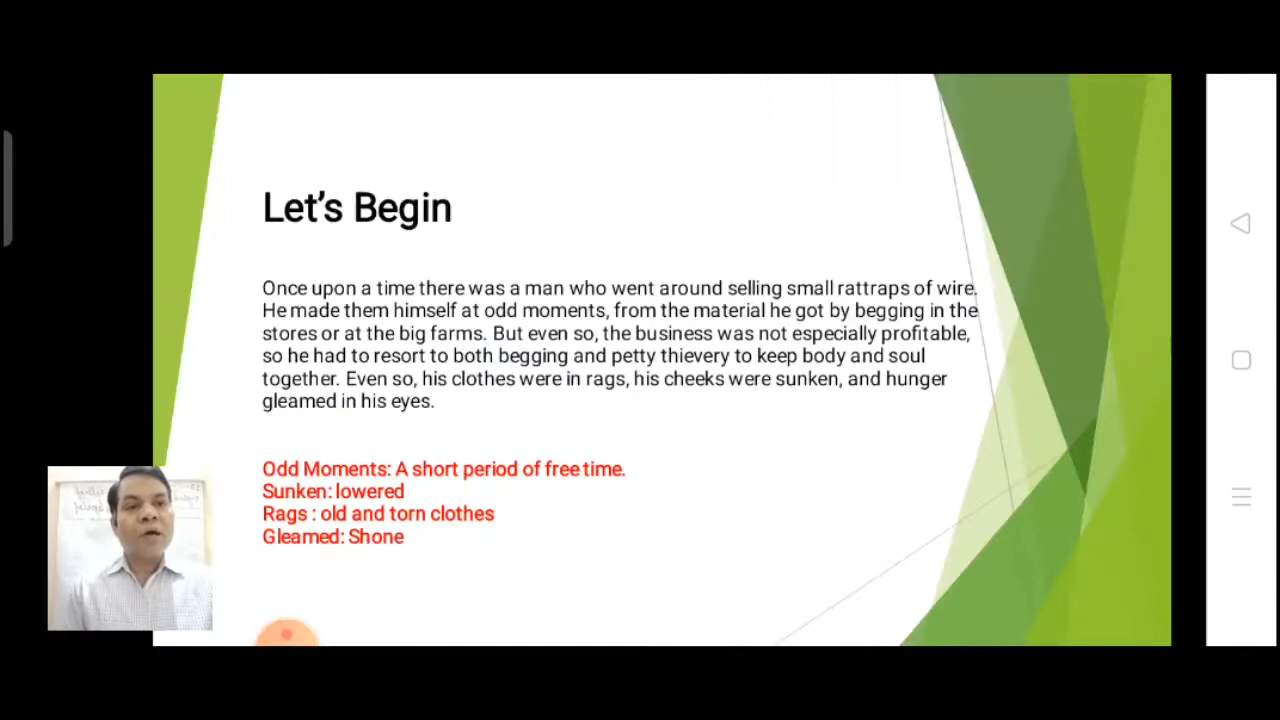 Let's Begin
Once upon a time there was a man who went around selling small rattraps of wire.
He made them himself at odd moments, from the material he got by begging in the
stores or at the big farms. But even so, the business was not especially profitable,
so he had to resort to both begging and petty thievery to keep body and soul
together. Even so, his clothes were in rags, his cheeks were sunken, and hunger
gleamed in his eyes.
Odd Moments: A short period of free time.
Sunken: lowered
Rags : old and torn clothes
Gleamed: Shone